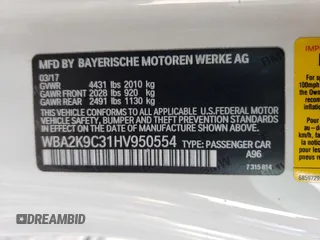 MFD BY BAYERISCHE MOTOREN WERKE AG
03/17
GVWR 4431 lbs 2010 kg
GAWR FRONT 2028 lbs 920 kg
GAWR REAR 2491 lbs 1130 kg
THIS VEHICLE CONFORMS TO ALL APPLICABLE U.S. FEDERAL MOTOR
VEHICLE SAFETY, BUMPER, AND THEFT PREVENTION STANDARDS IN
EFFECT ON THE DATE OF MANUFACTURE SHOWN ABOVE.
WBA2K9C31HV950554 TYPE: PASSENGER CAR
A96
7 315 814
DEALERSHIP.COM